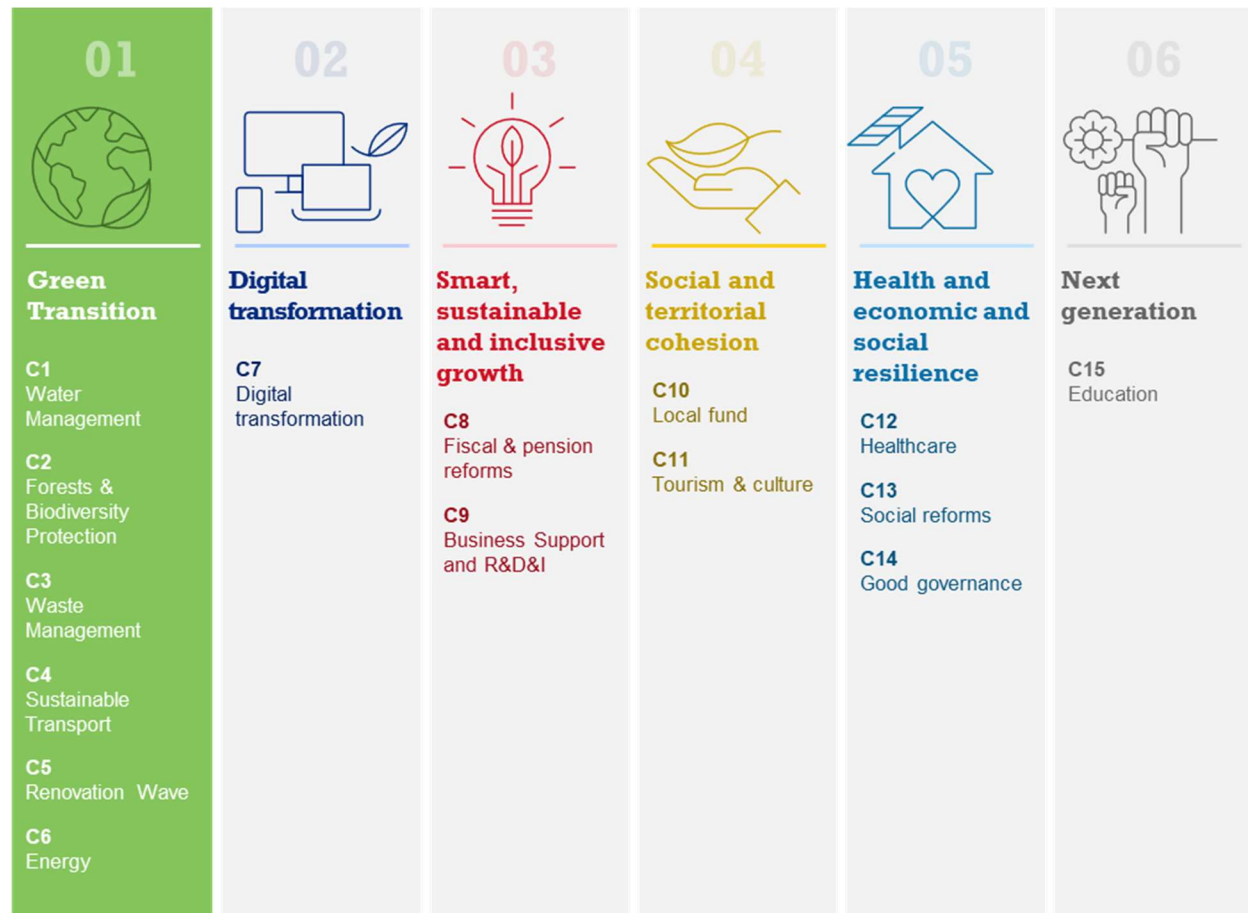 01
Green
Transition
C1
Water
Management
C2
Forests &
Biodiversity
Protection
C3
Waste
Management
C4
Sustainable
Transport
C5
Renovation Wave
C6
Energy
02
Digital
transformation
C7
Digital
transformation
03
Smart,
sustainable
and inclusive
growth
C8
Fiscal & pension
reforms
C9
Business Support
and R&D&I
04
Social and
territorial
cohesion
C10
Local fund
C11
Tourism & culture
05
Health and
economic and
social
resilience
C12
Healthcare
C13
Social reforms
C14
Good governance
06
Next
generation
C15
Education